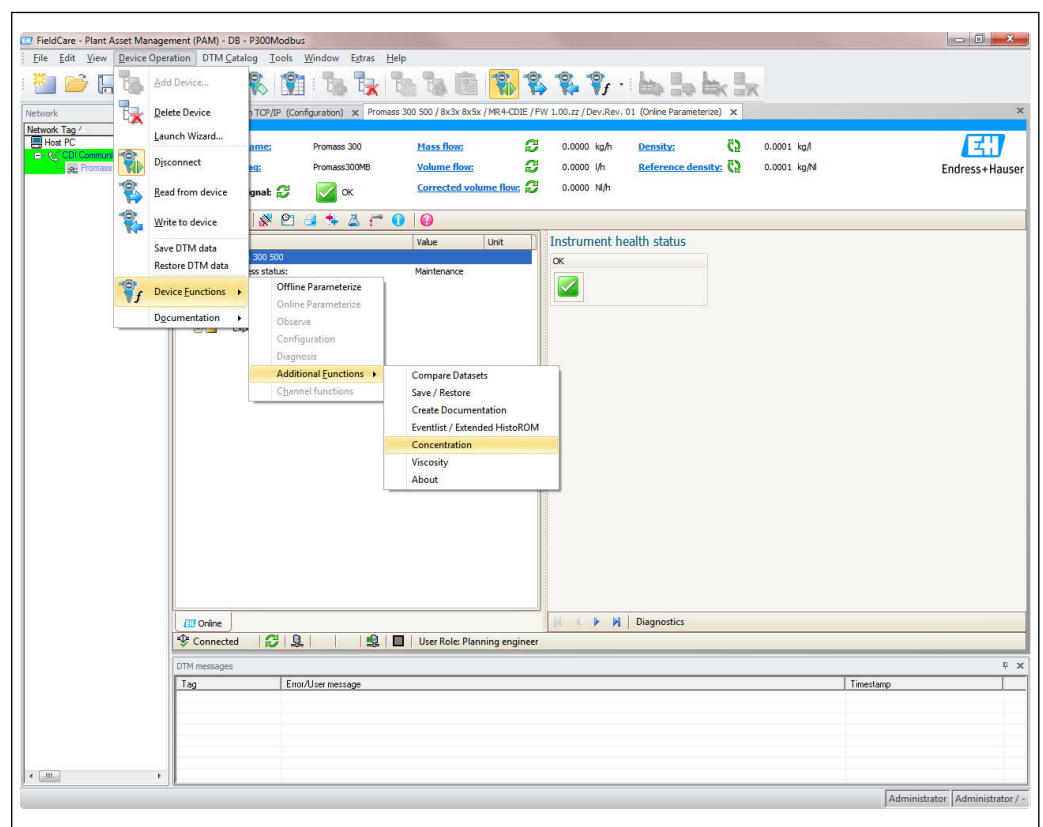 FieldCare - Plant Asset Management (PAM) - DB - P300Modbus
File Edit View Device Operation DTM Catalog Tools Window Extras Help
Add Device...
Delete Device
Launch Wizard...
Disconnect
Read from device
Write to device
Save DTM data
Restore DTM data
Device Functions
Documentation
Network
Network Tag
Host PC
CDI Communi
Promass
TCP/IP (Configuration) x Promass 300 500 / 8x3x 8x5x / MR4-CDIE / FW 1.00.zz / Dev.Rev. 01 (Online Parameterize) x
ame: Promass 300 Mass flow: 0.0000 kg/h Density: 0.0001 kg/l
ag: Promass300MB Volume flow: 0.0000 l/h Reference density: 0.0001 kg/Nl
ignal: OK Corrected volume flow: 0.0000 Nl/h
EH
Endress+Hauser
Value Unit
300 500
ess status: Maintenance
Exp
Offline Parameterize
Online Parameterize
Observe
Configuration
Diagnosis
Additional Functions
Channel functions
Compare Datasets
Save / Restore
Create Documentation
Eventlist / Extended HistoROM
Concentration
Viscosity
About
Instrument health status
OK
Online
Diagnostics
Connected User Role: Planning engineer
DTM messages
Tag Error/User message Timestamp
Administrator Administrator / -